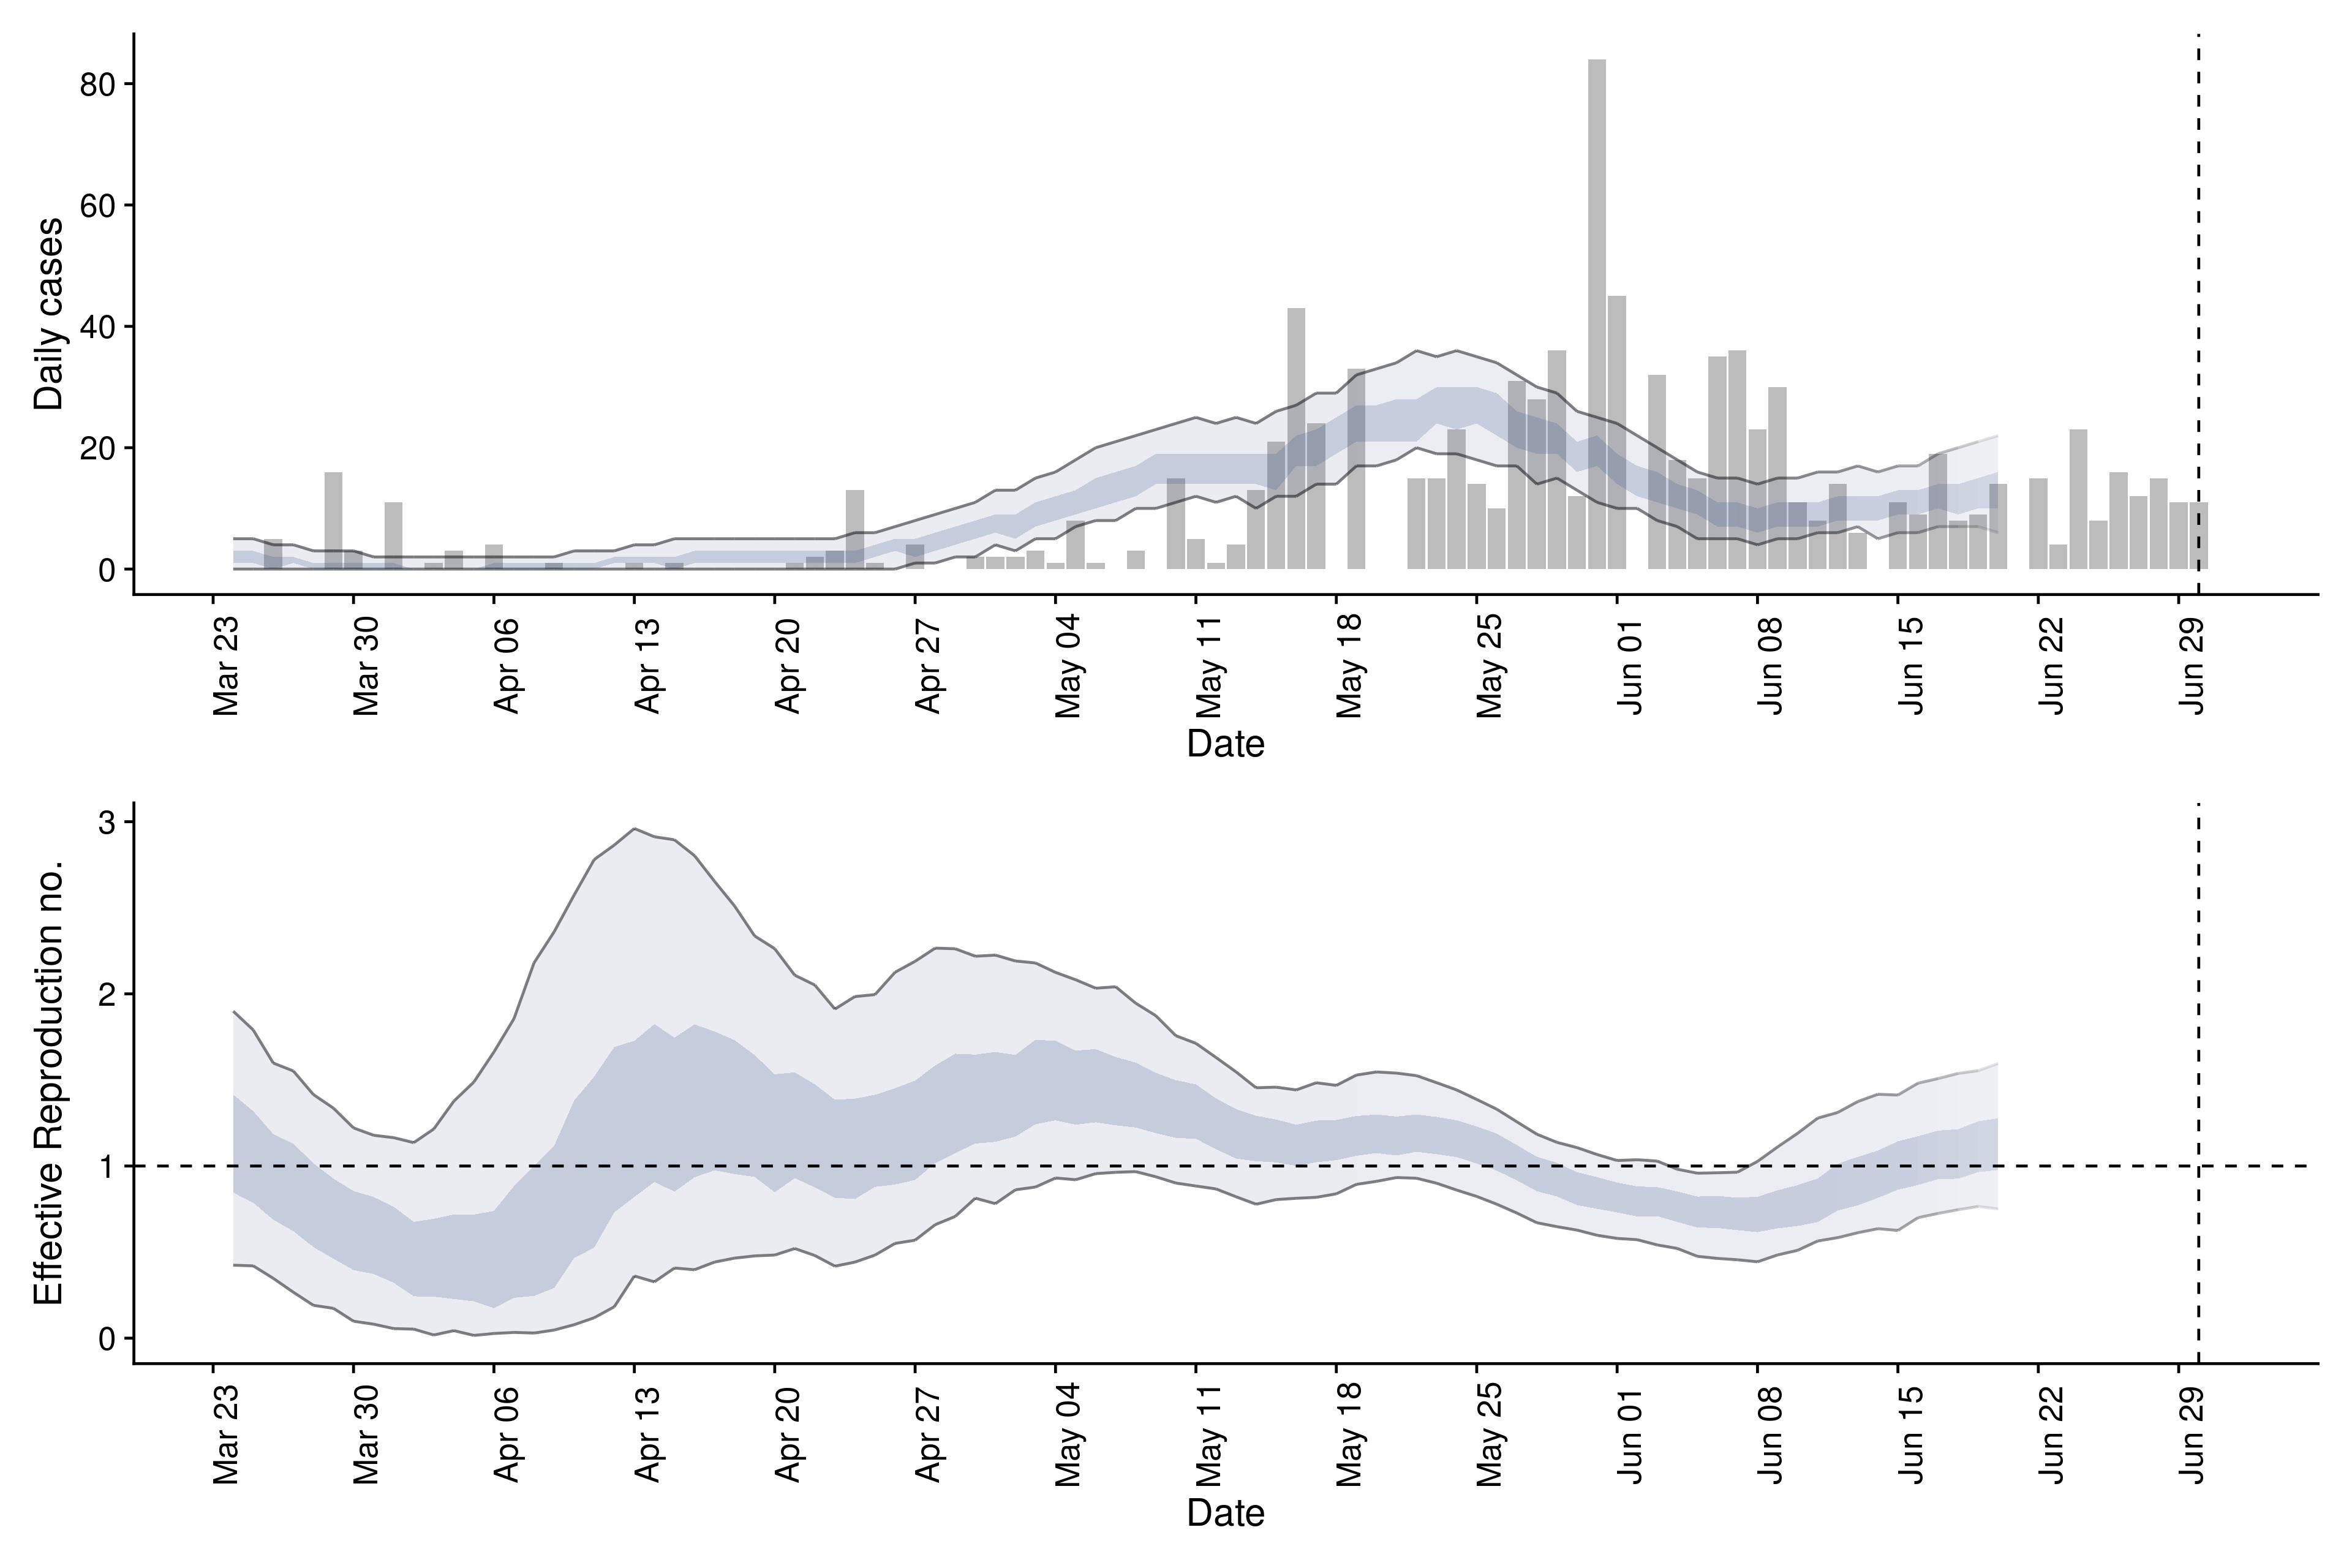 Daily cases
80
60
40
20
0
Mar 23
Mar 30
Apr 06
Apr 13
Apr 20
Apr 27
May 04
May 11
May 18
May 25
Jun 01
Jun 08
Jun 15
Jun 22
Jun 29
Date
Effective Reproduction no.
3
2
1
0
Mar 23
Mar 30
Apr 06
Apr 13
Apr 20
Apr 27
May 04
May 11
May 18
May 25
Jun 01
Jun 08
Jun 15
Jun 22
Jun 29
Date